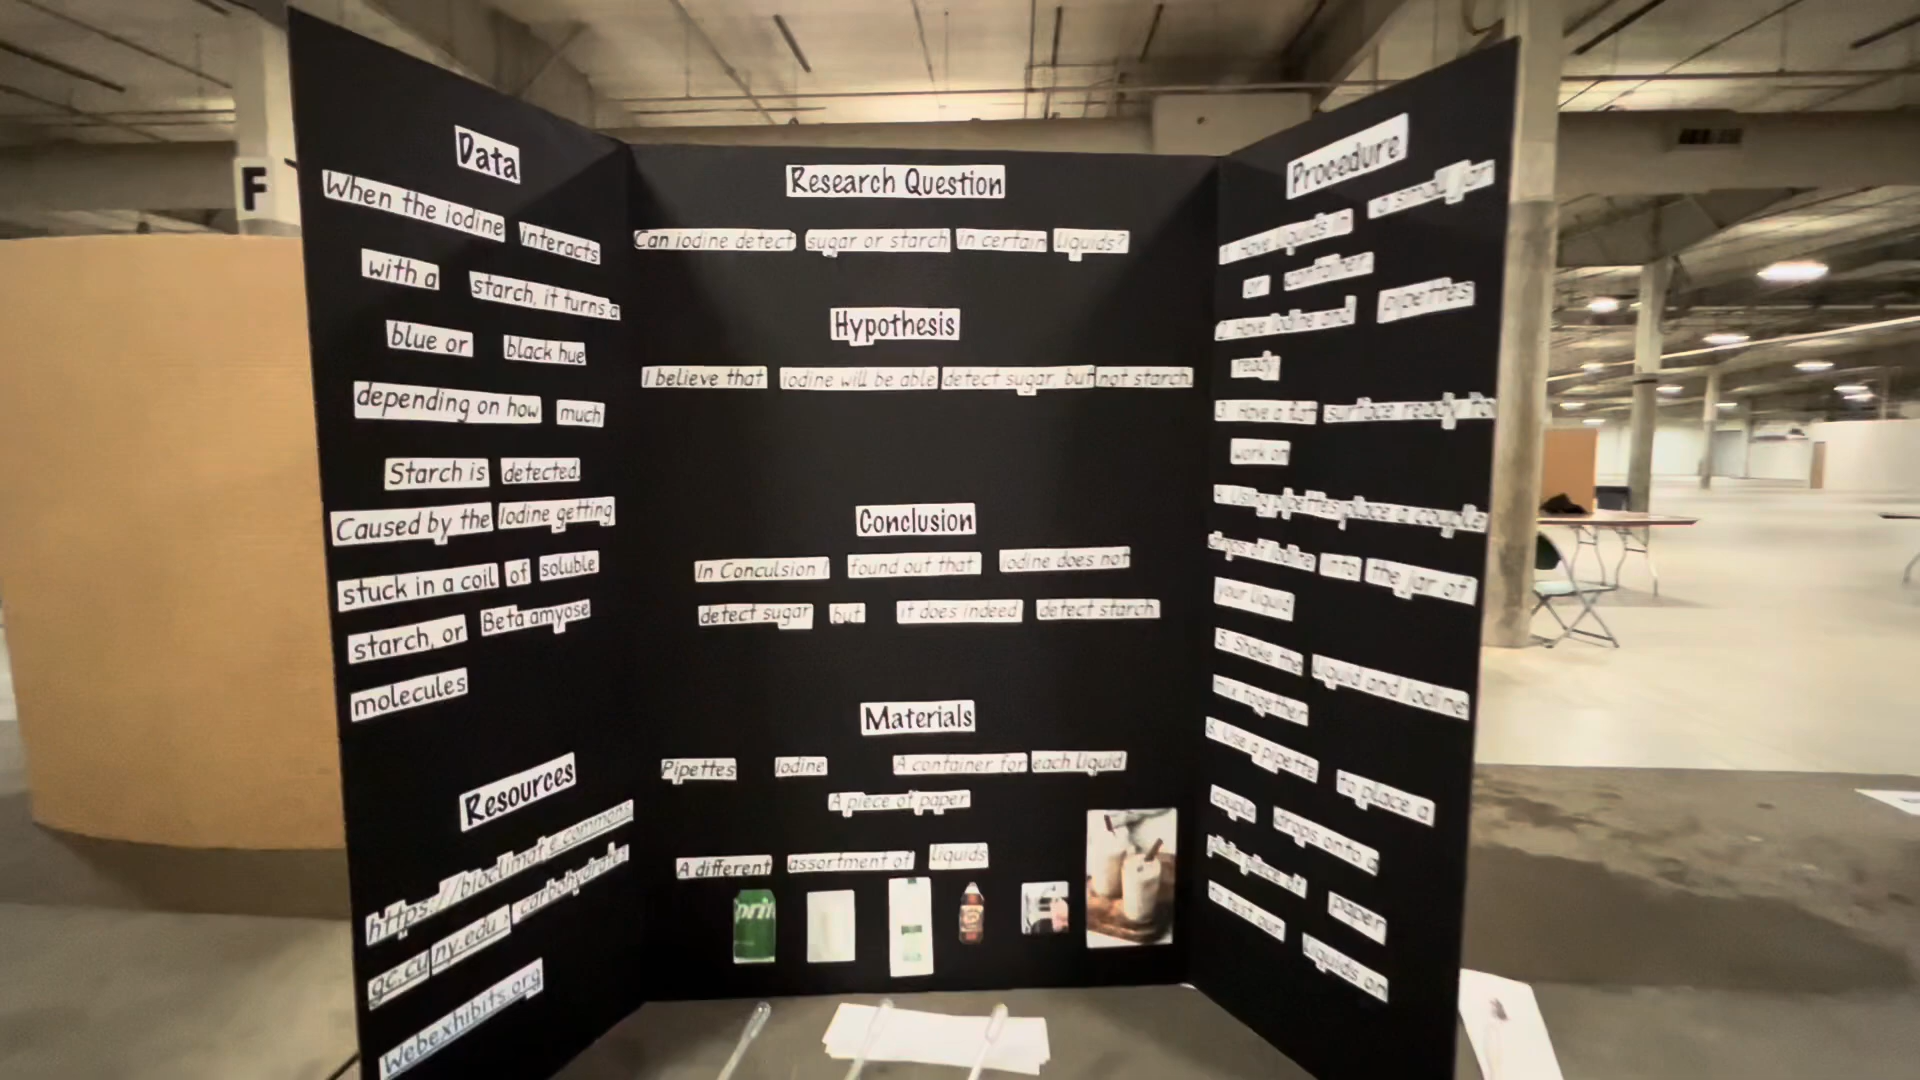 F
Data
When the iodine interacts
with a starch, it turns a
blue or black hue
depending on how much
Starch is detected.
Caused by the Iodine getting
stuck in a coil of soluble
starch, or Beta amyose
molecules
Resources
https://bioclimate.commons.
gc.cuny.edu › carbohydrates
Webexhibits.org
Research Question
Can iodine detect sugar or starch in certain liquids?
Hypothesis
I believe that iodine will be able detect sugar, but not starch.
Conclusion
In Conculsion I found out that iodine does not
detect sugar but it does indeed detect starch
Materials
Pipettes Iodine A container for each liquid
A piece of paper
A different assortment of liquids
Procedure
1. Have liquids in a small jar
or container
2. Have Iodine and pipettes
ready
3. Have a flat surface ready to
work on
4. Using pipettes place a couple
drops of Iodine into the jar of
your liquid
5. Shake the liquid and iodine
mix together
6. Use a pipette to place a
couple drops onto a
plain piece of paper
to test our liquids on